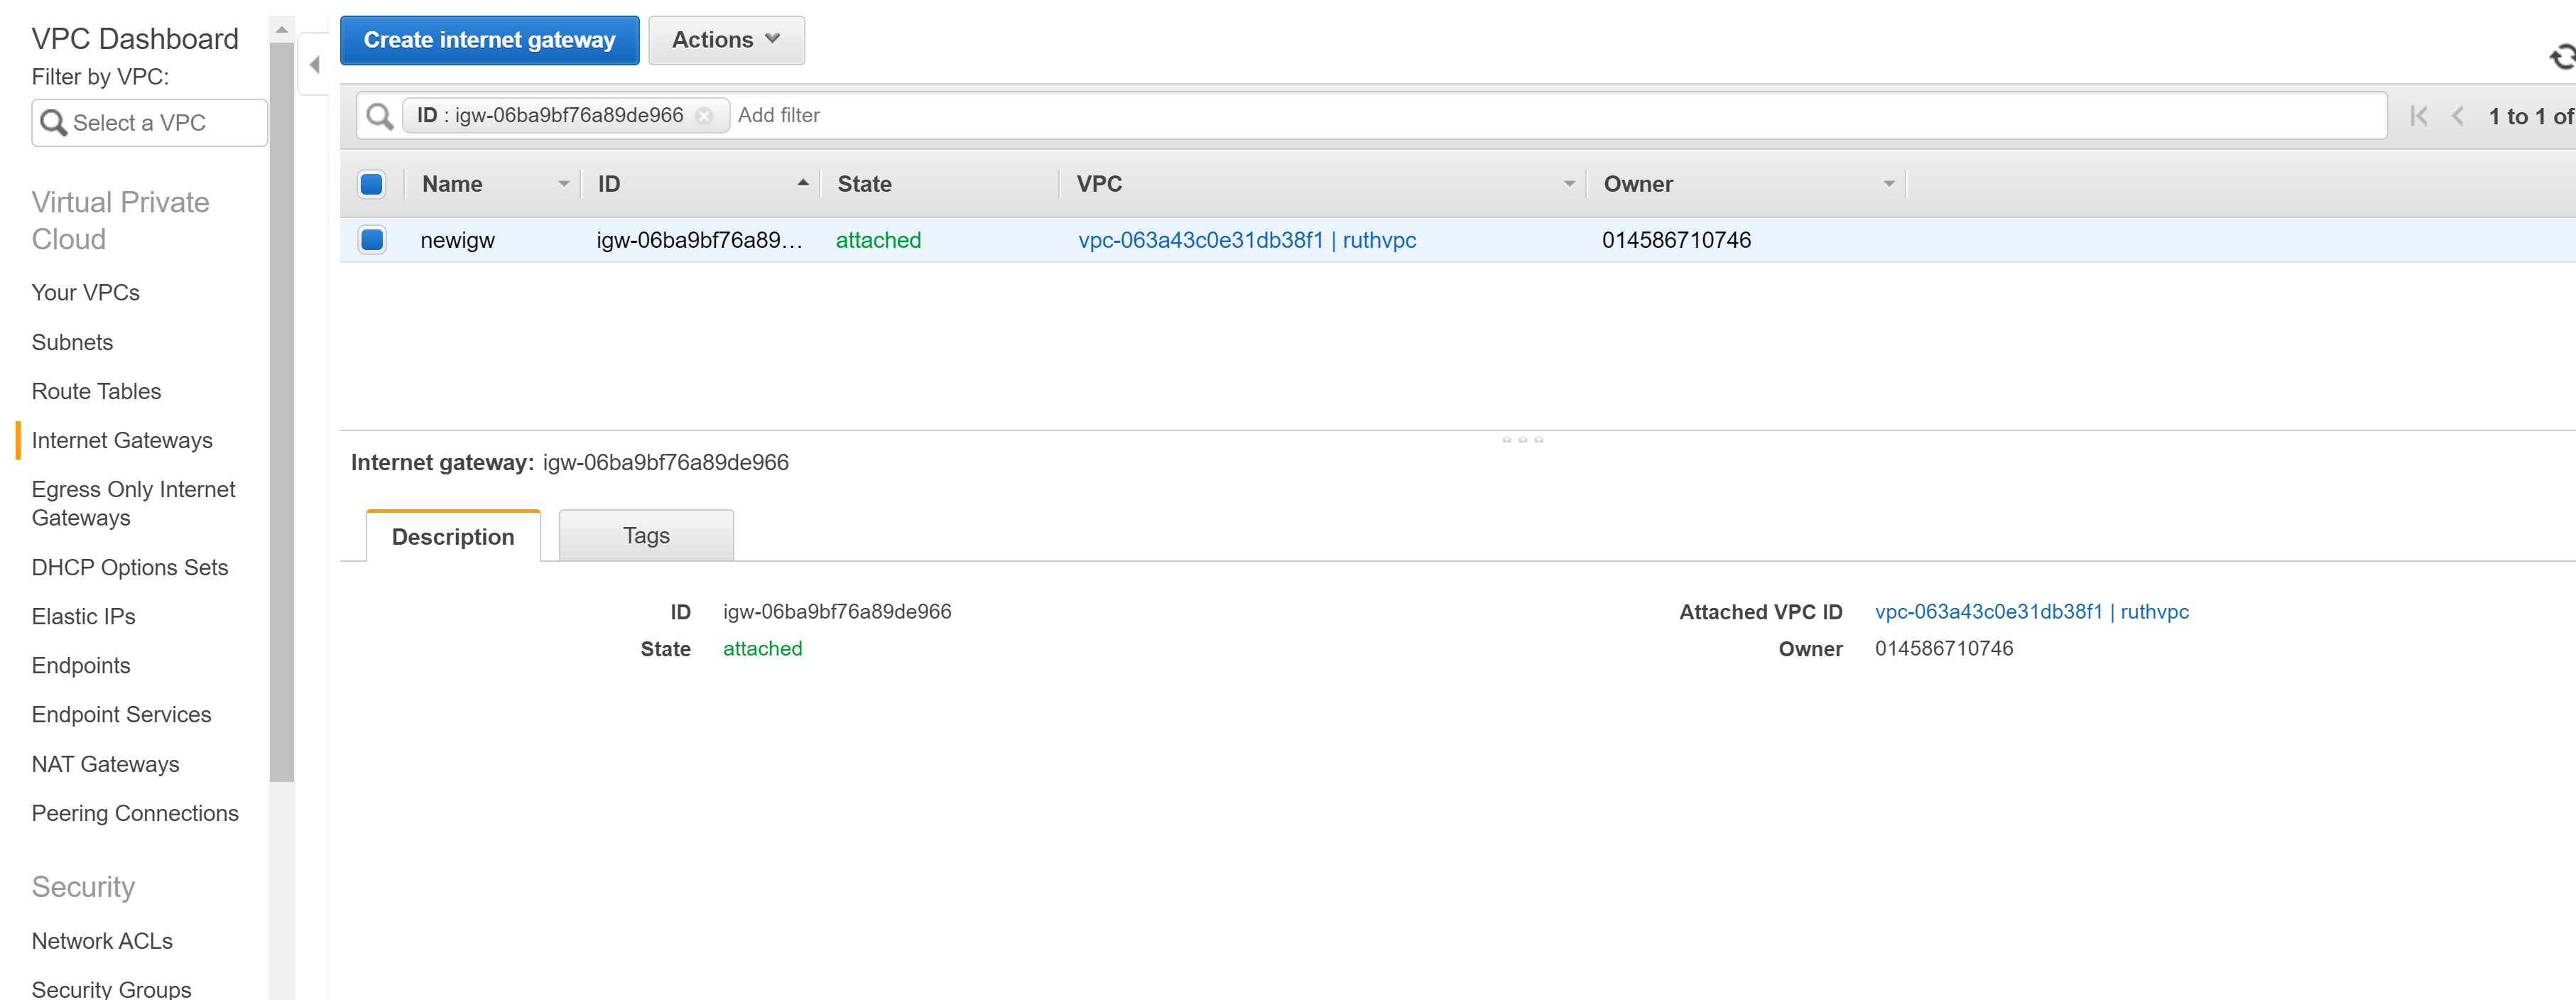 VPC Dashboard
Filter by VPC:
Select a VPC
Virtual Private
Cloud
Your VPCs
Subnets
Route Tables
Internet Gateways
Egress Only Internet
Gateways
DHCP Options Sets
Elastic IPs
Endpoints
Endpoint Services
NAT Gateways
Peering Connections
Security
Network ACLs
Security Groups
Create internet gateway Actions
ID : igw-06ba9bf76a89de966 Add filter 1 to 1 of
Name ID State VPC Owner
newigw igw-06ba9bf76a89... attached vpc-063a43c0e31db38f1 | ruthvpc 014586710746
Internet gateway: igw-06ba9bf76a89de966
Description Tags
ID igw-06ba9bf76a89de966 Attached VPC ID vpc-063a43c0e31db38f1 | ruthvpc
State attached Owner 014586710746